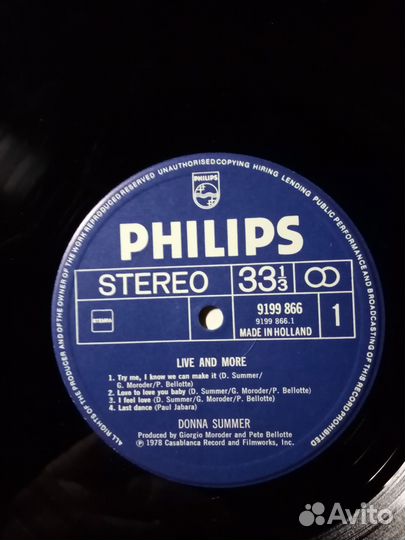 ALL RIGHTS OF THE PRODUCER AND OF THE OWNER OF THE WORK REPRODUCED RESERVED UNAUTHORISED COPYING HIRING LENDING PUBLIC PERFORMANCE AND BROADCASTING OF THIS RECORD PROHIBITED
PHILIPS
PHILIPS
STEREO 33 1/3
STEMRA
9199 866
9199 866.1
MADE IN HOLLAND
1
LIVE AND MORE
1. Try me, I know we can make it (D. Summer/
G. Moroder/P. Bellotte)
2. Love to love you baby (D. Summer/G. Moroder/P. Bellotte)
3. I feel love (D. Summer/G. Moroder/P. Bellotte)
4. Last dance (Paul Jabara)
DONNA SUMMER
Produced by Giorgio Moroder and Pete Bellotte
℗ 1978 Casablanca Record and Filmworks, Inc.
Avito